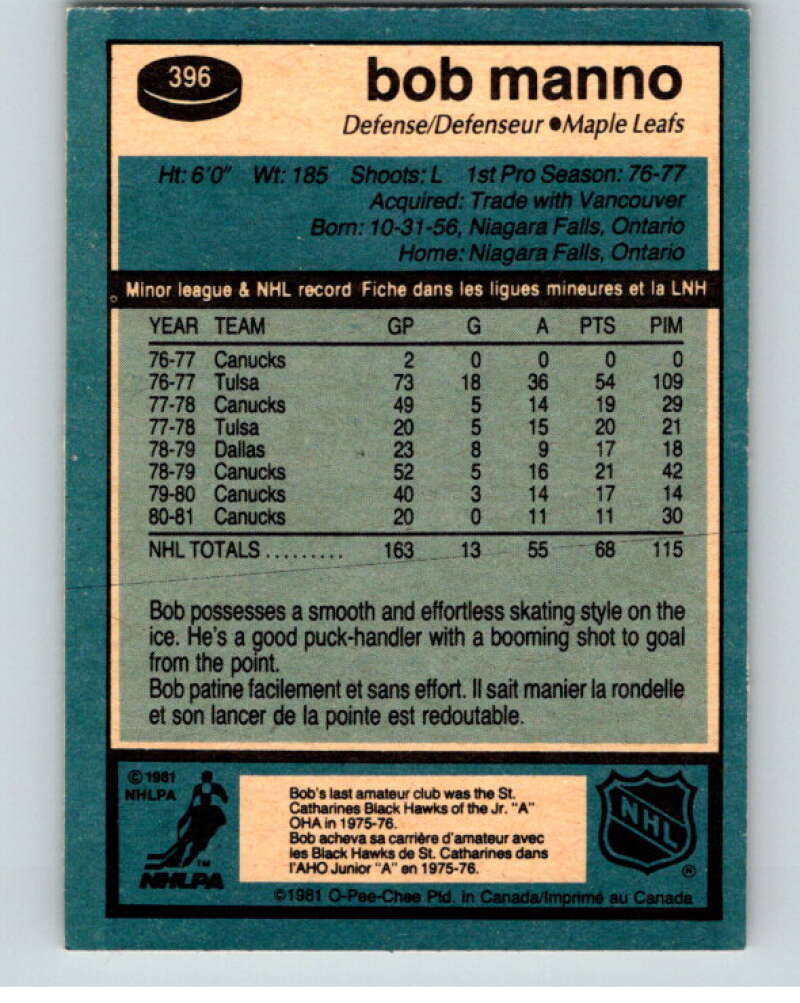 396
bob manno
Defense/Defenseur ●Maple Leafs
Ht: 6'0" Wt: 185 Shoots: L 1st Pro Season: 76-77
Acquired: Trade with Vancouver
Born: 10-31-56, Niagara Falls, Ontario
Home: Niagara Falls, Ontario
Minor league & NHL record Fiche dans les ligues mineures et la LNH
YEAR TEAM GP G A PTS PIM
76-77 Canucks 2 0 0 0 0
76-77 Tulsa 73 18 36 54 109
77-78 Canucks 49 5 14 19 29
77-78 Tulsa 20 5 15 20 21
78-79 Dallas 23 8 9 17 18
78-79 Canucks 52 5 16 21 42
79-80 Canucks 40 3 14 17 14
80-81 Canucks 20 0 11 11 30
NHL TOTALS ......... 163 13 55 68 115
Bob possesses a smooth and effortless skating style on the
ice. He's a good puck-handler with a booming shot to goal
from the point.
Bob patine facilement et sans effort. Il sait manier la rondelle
et son lancer de la pointe est redoutable.
©1981
NHLPA
TM
NHLPA
Bob's last amateur club was the St.
Catharines Black Hawks of the Jr. "A"
OHA in 1975-76.
Bob acheva sa carrière d'amateur avec
les Black Hawks de St. Catharines dans
l'AHO Junior "A" en 1975-76.
NHL
®
©1981 O-Pee-Chee Ptd. in Canada/Imprimé au Canada